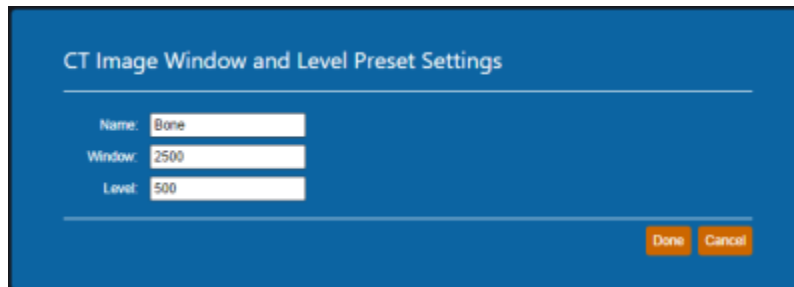 CT Image Window and Level Preset Settings
Name: Bone
Window: 2500
Level: 500
Done Cancel